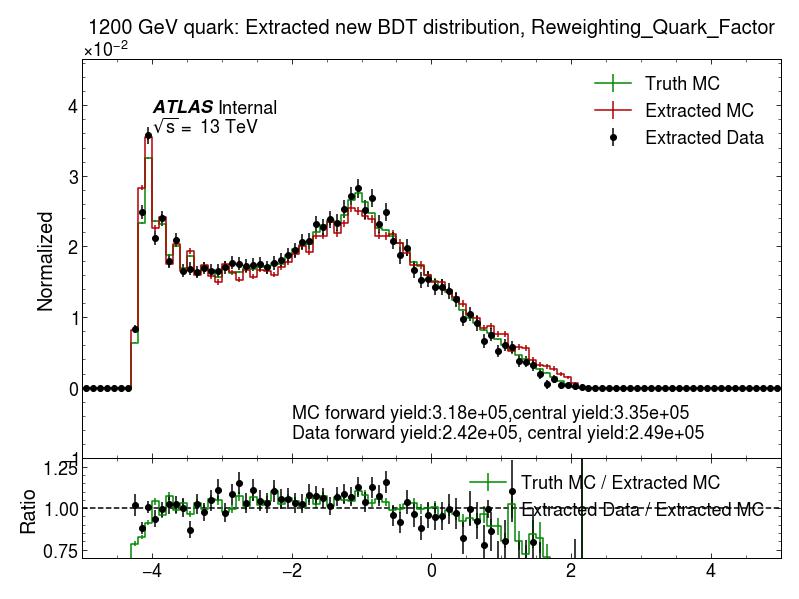 1200 GeV quark: Extracted new BDT distribution, Reweighting_Quark_Factor
×10⁻²
ATLAS Internal
√s = 13 TeV
Truth MC
Extracted MC
Extracted Data
Normalized
4
3
2
1
0
MC forward yield:3.18e+05,central yield:3.35e+05
Data forward yield:2.42e+05, central yield:2.49e+05
Truth MC / Extracted MC
Extracted Data / Extracted MC
Ratio
1.25
1.00
0.75
−4 −2 0 2 4